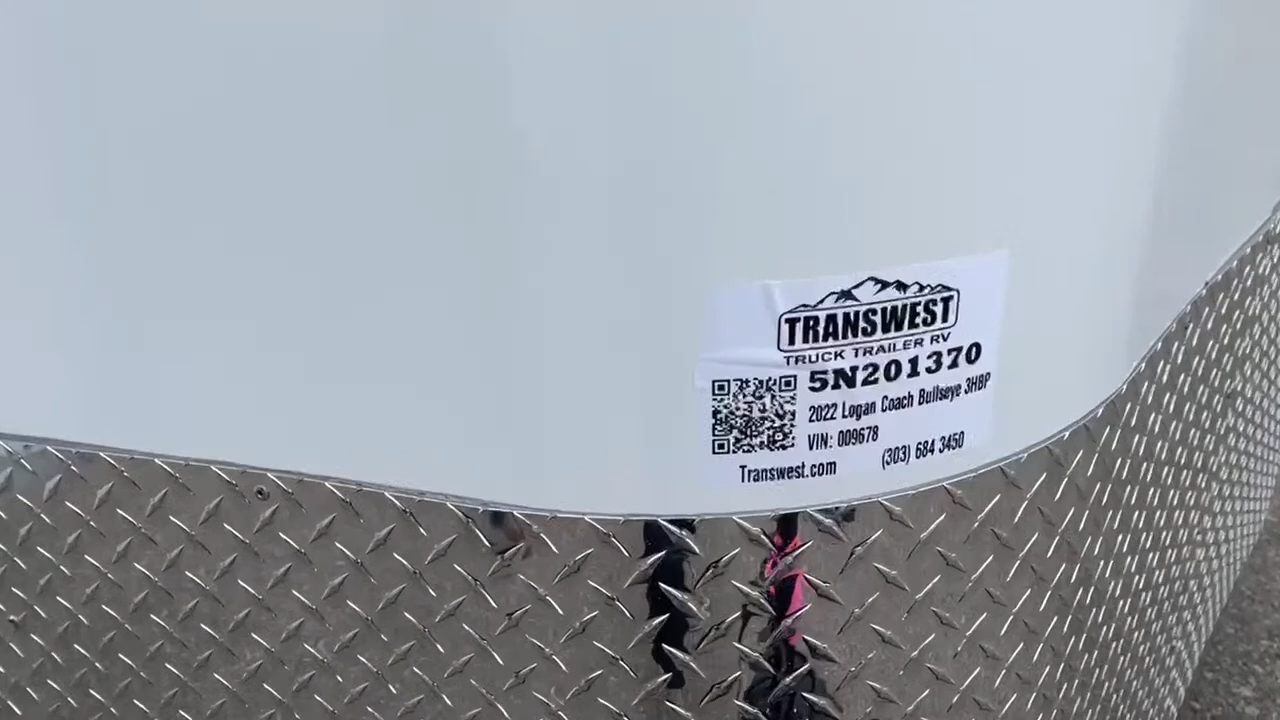 TRANSWEST
TRUCK TRAILER RV
5N201370
2022 Logan Coach Bullseye 3HBP
VIN: 009678
Transwest.com
(303) 684 3450